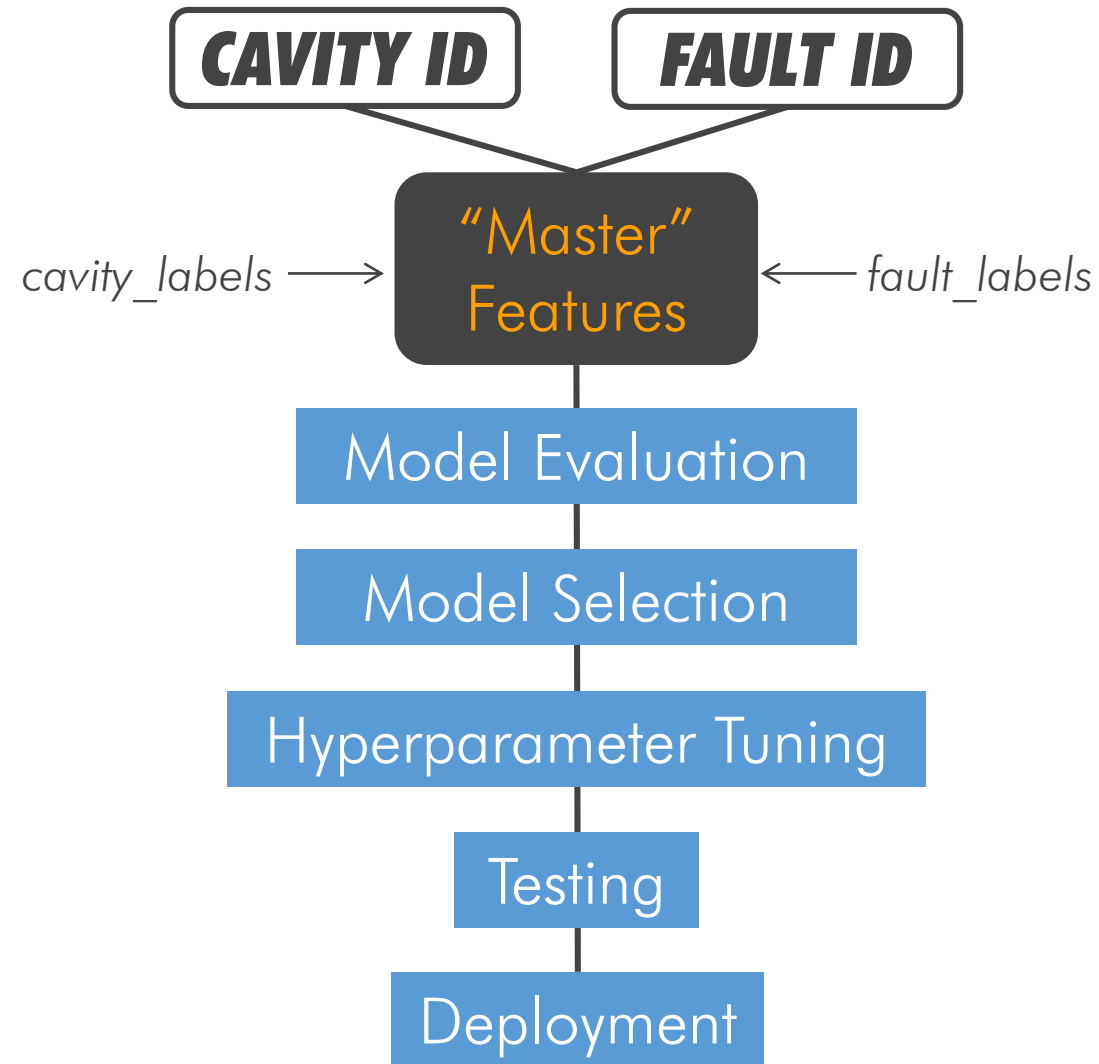 CAVITY ID
FAULT ID
“Master”
Features
cavity_labels
fault_labels
Model Evaluation
Model Selection
Hyperparameter Tuning
Testing
Deployment